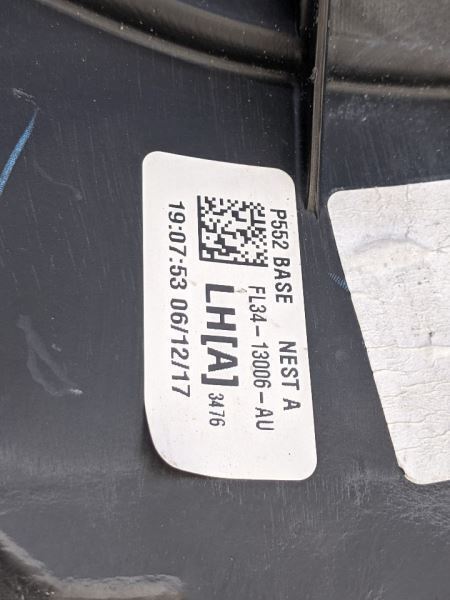 P552 BASE NEST A
FL34-13006-AU
LH[A] 3476
19:07:53 06/12/17